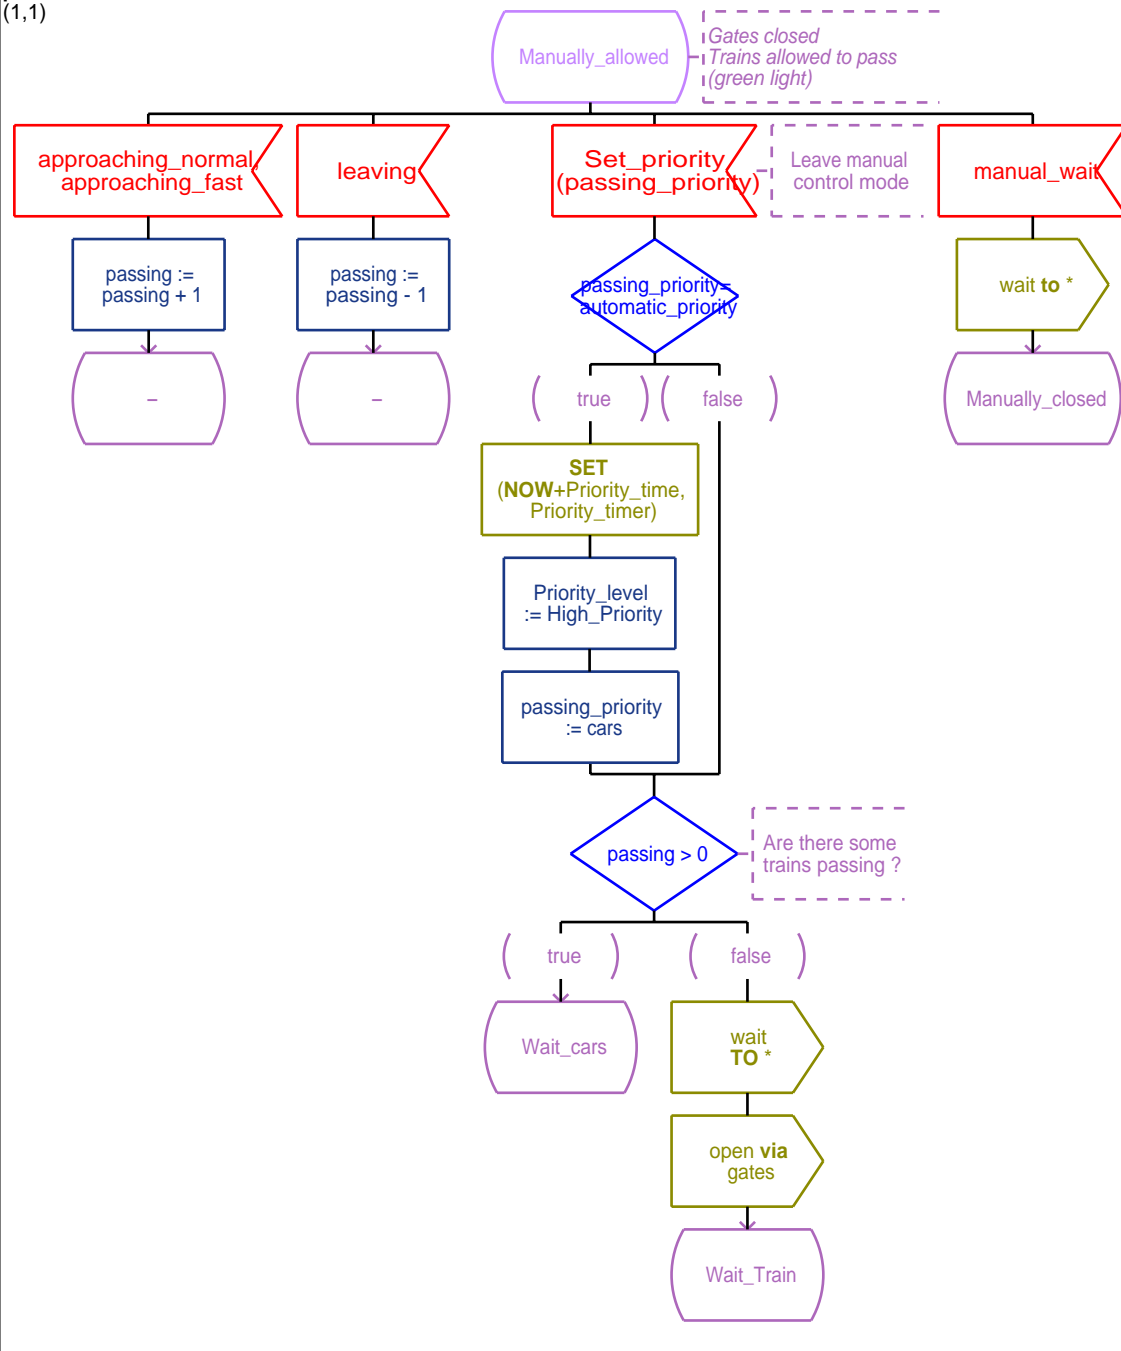 (1,1)
Manually_allowed
Gates closed
Trains allowed to pass
(green light)
approaching_normal,
approaching_fast
leaving
Set_priority
(passing_priority)
Leave manual
control mode
manual_wait
passing :=
passing + 1
passing :=
passing - 1
passing_priority=
automatic_priority
wait to *
–
–
true
false
Manually_closed
SET
(NOW+Priority_time,
Priority_timer)
Priority_level
:= High_Priority
passing_priority
:= cars
passing > 0
Are there some
trains passing ?
true
false
Wait_cars
wait
TO *
open via
gates
Wait_Train